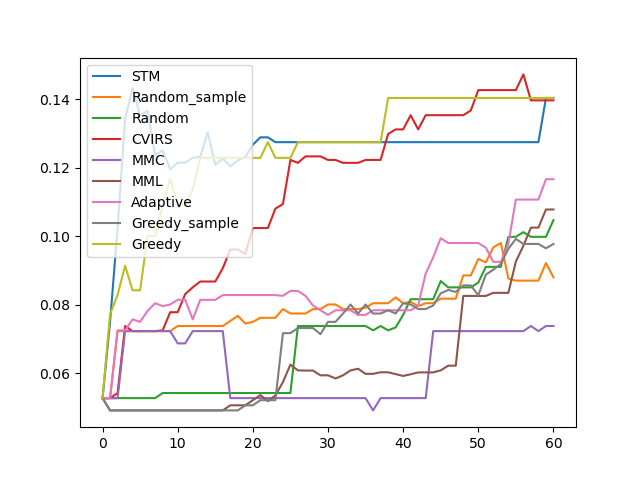 STM
Random_sample
Random
CVIRS
MMC
MML
Adaptive
Greedy_sample
Greedy
0.14
0.12
0.10
0.08
0.06
0 10 20 30 40 50 60